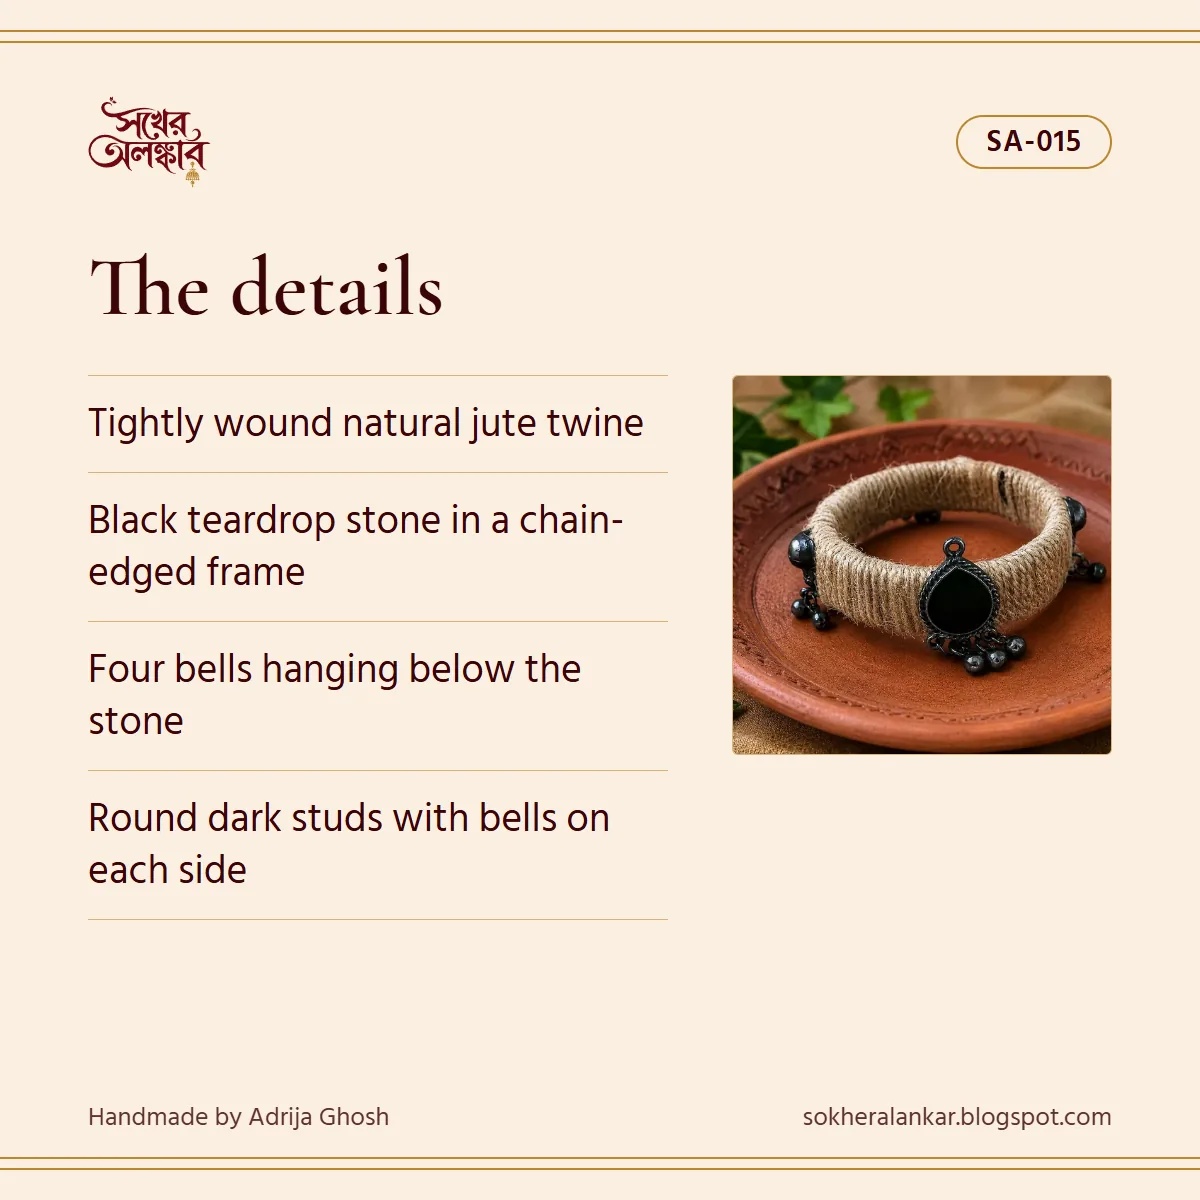 সখের
অলঙ্কার
SA-015
The details
Tightly wound natural jute twine
Black teardrop stone in a chain-
edged frame
Four bells hanging below the
stone
Round dark studs with bells on
each side
Handmade by Adrija Ghosh
sokheralankar.blogspot.com